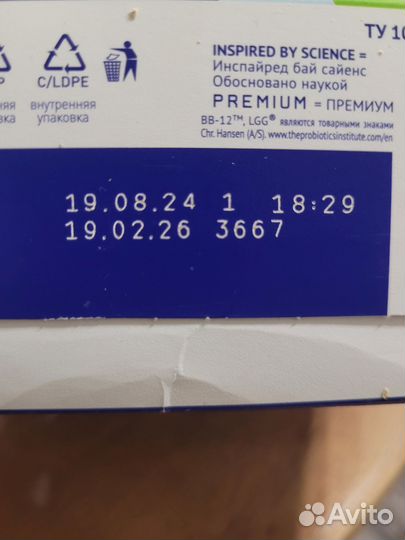 ТУ 10
INSPIRED BY SCIENCE =
Инспайред бай сайенс
Обосновано наукой
PREMIUM = ПРЕМИУМ
BB-12™, LGG® являются товарными знаками
Chr. Hansen (A/S). www.theprobioticsinstitute.com/en
P
C/LDPE
няя
внутренняя
вка
упаковка
19.08.24 1 18:29
19.02.26 3667
Avito